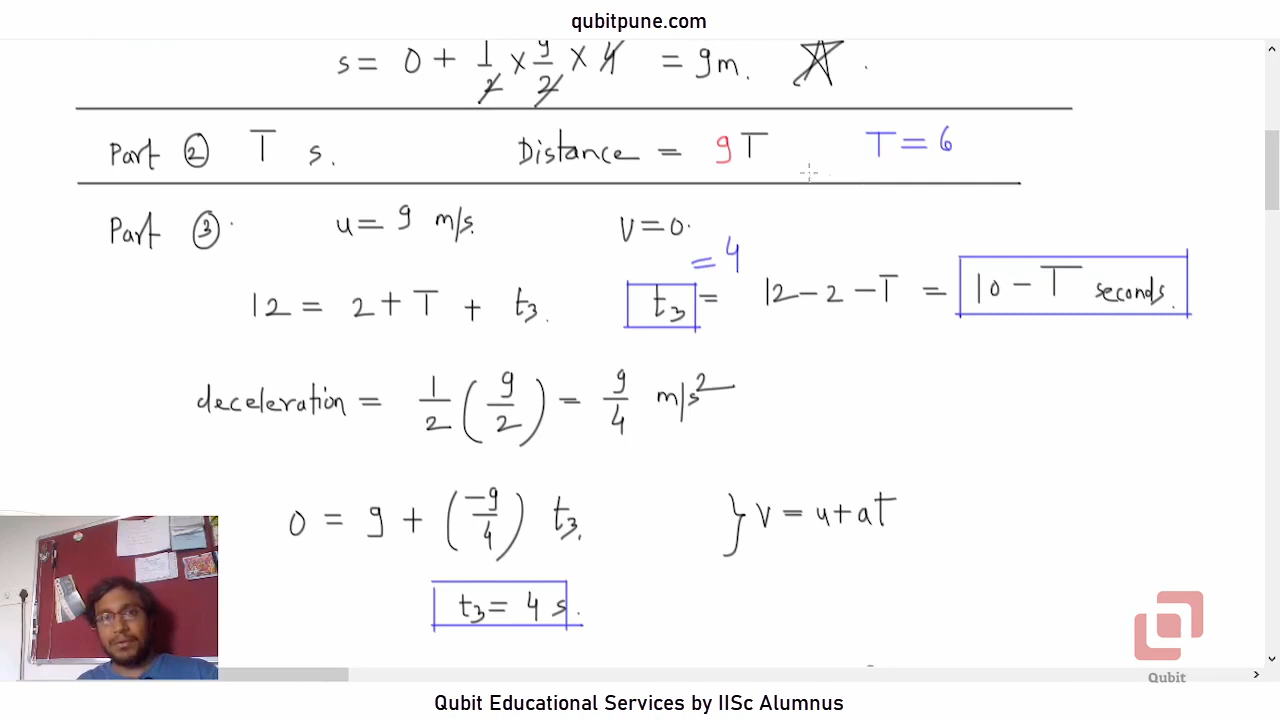 qubitpune.com
s = 0 + 1/2 × 9/2 × 4 = 9m.
Part ② T s. Distance = 9T T = 6
Part ③. u = 9 m/s. v = 0.
= 4
12 = 2 + T + t₃. t₃ = 12 - 2 - T = 10 - T seconds.
deceleration = 1/2 (9/2) = 9/4 m/s²
0 = 9 + (-9/4) t₃. } v = u + at
t₃ = 4 s.
Qubit
Qubit Educational Services by IISc Alumnus